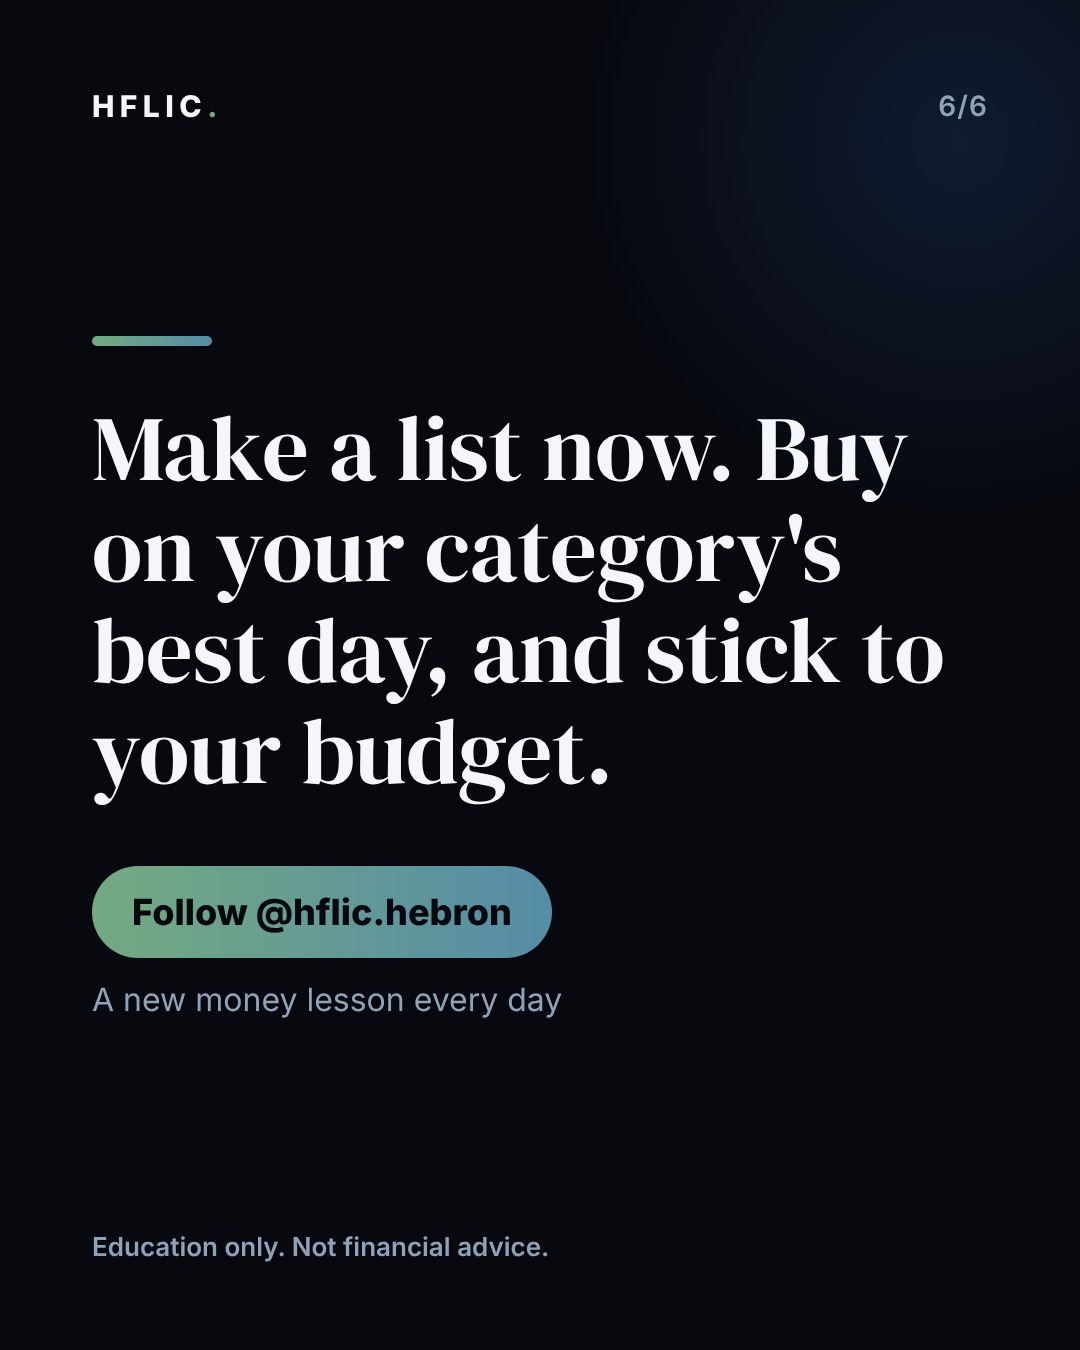 HFLIC.
6/6
Make a list now. Buy
on your category's
best day, and stick to
your budget.
Follow @hflic.hebron
A new money lesson every day
Education only. Not financial advice.